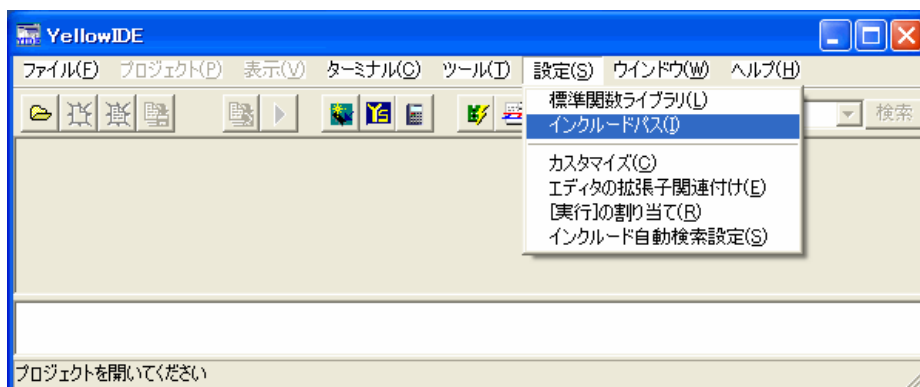 YellowIDE
ファイル(F) プロジェクト(P) 表示(V) ターミナル(C) ツール(T) 設定(S) ウインドウ(W) ヘルプ(H)
標準関数ライブラリ(L)
インクルードパス(I)
検索
カスタマイズ(C)
エディタの拡張子関連付け(E)
[実行]の割り当て(R)
インクルード自動検索設定(S)
プロジェクトを開いてください